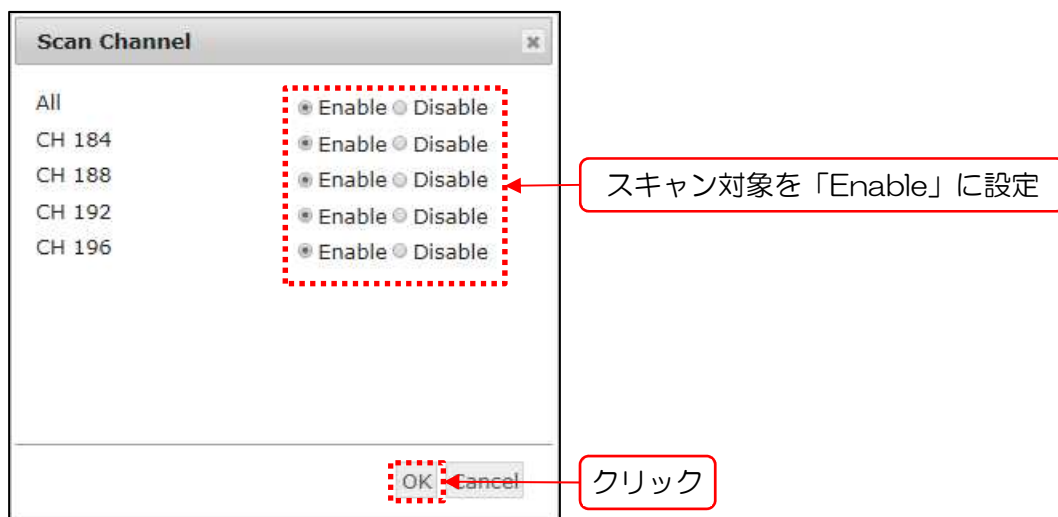 Scan Channel
All
Enable Disable
CH 184
Enable Disable
CH 188
Enable Disable
スキャン対象を「Enable」に設定
CH 192
Enable Disable
CH 196
Enable Disable
OK Cancel
クリック